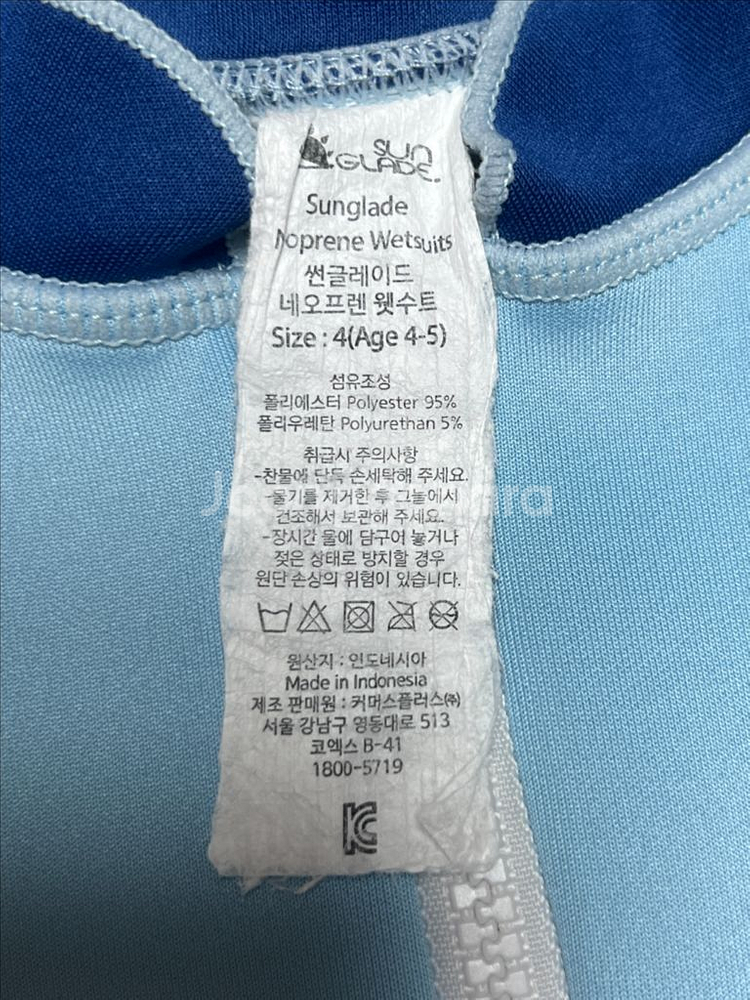 SUN
GLADE.
Sunglade
Noprene Wetsuits
썬글레이드
네오프렌 웻수트
Size : 4(Age 4-5)
섬유조성
폴리에스터 Polyester 95%
폴리우레탄 Polyurethan 5%
취급시 주의사항
-찬물에 단독 손세탁해 주세요.
-물기를 제거한 후 그늘에서
건조해서 보관해 주세요.
-장시간 물에 담구어 놓거나
젖은 상태로 방치할 경우
원단 손상의 위험이 있습니다.
원산지 : 인도네시아
Made in Indonesia
제조 판매원 : 커머스플러스㈜
서울 강남구 영동대로 513
코엑스 B-41
1800-5719
KC